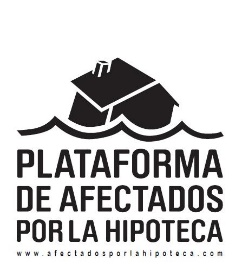 PLATAFORMA
DE AFECTADOS
POR LA HIPOTECA
www.afectadosporlahipoteca.com